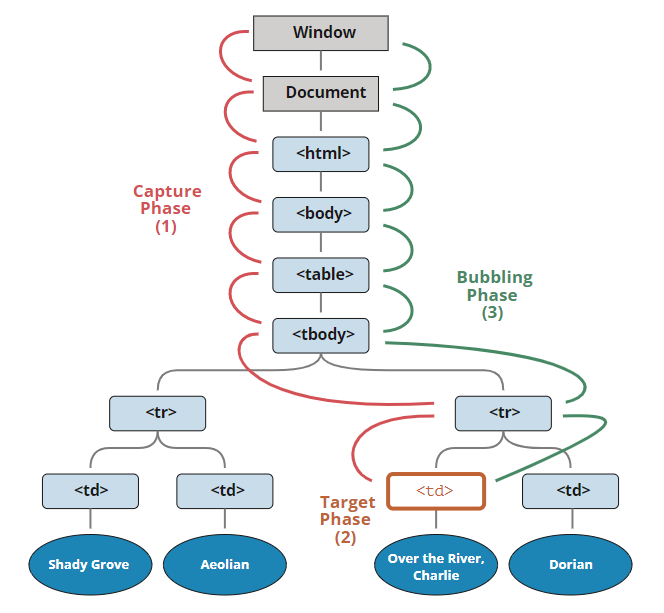 Window
Document
<html>
<body>
<table>
<tbody>
Capture
Phase
(1)
Bubbling
Phase
(3)
<tr>
<tr>
<td>
<td>
<td>
<td>
Target
Phase
(2)
Shady Grove
Aeolian
Over the River,
Charlie
Dorian